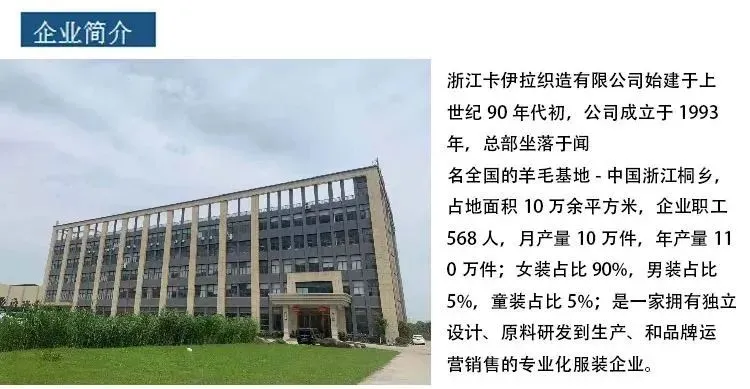 企业简介
浙江卡伊拉织造有限公司始建于上
世纪 90 年代初，公司成立于 1993
年，总部坐落于闻
名全国的羊毛基地 - 中国浙江桐乡，
占地面积 10 万余平方米，企业职工
568 人，月产量 10 万件，年产量 11
0 万件；女装占比 90%，男装占比
5%，童装占比 5%；是一家拥有独立
设计、原料研发到生产、和品牌运
营销售的专业化服装企业。